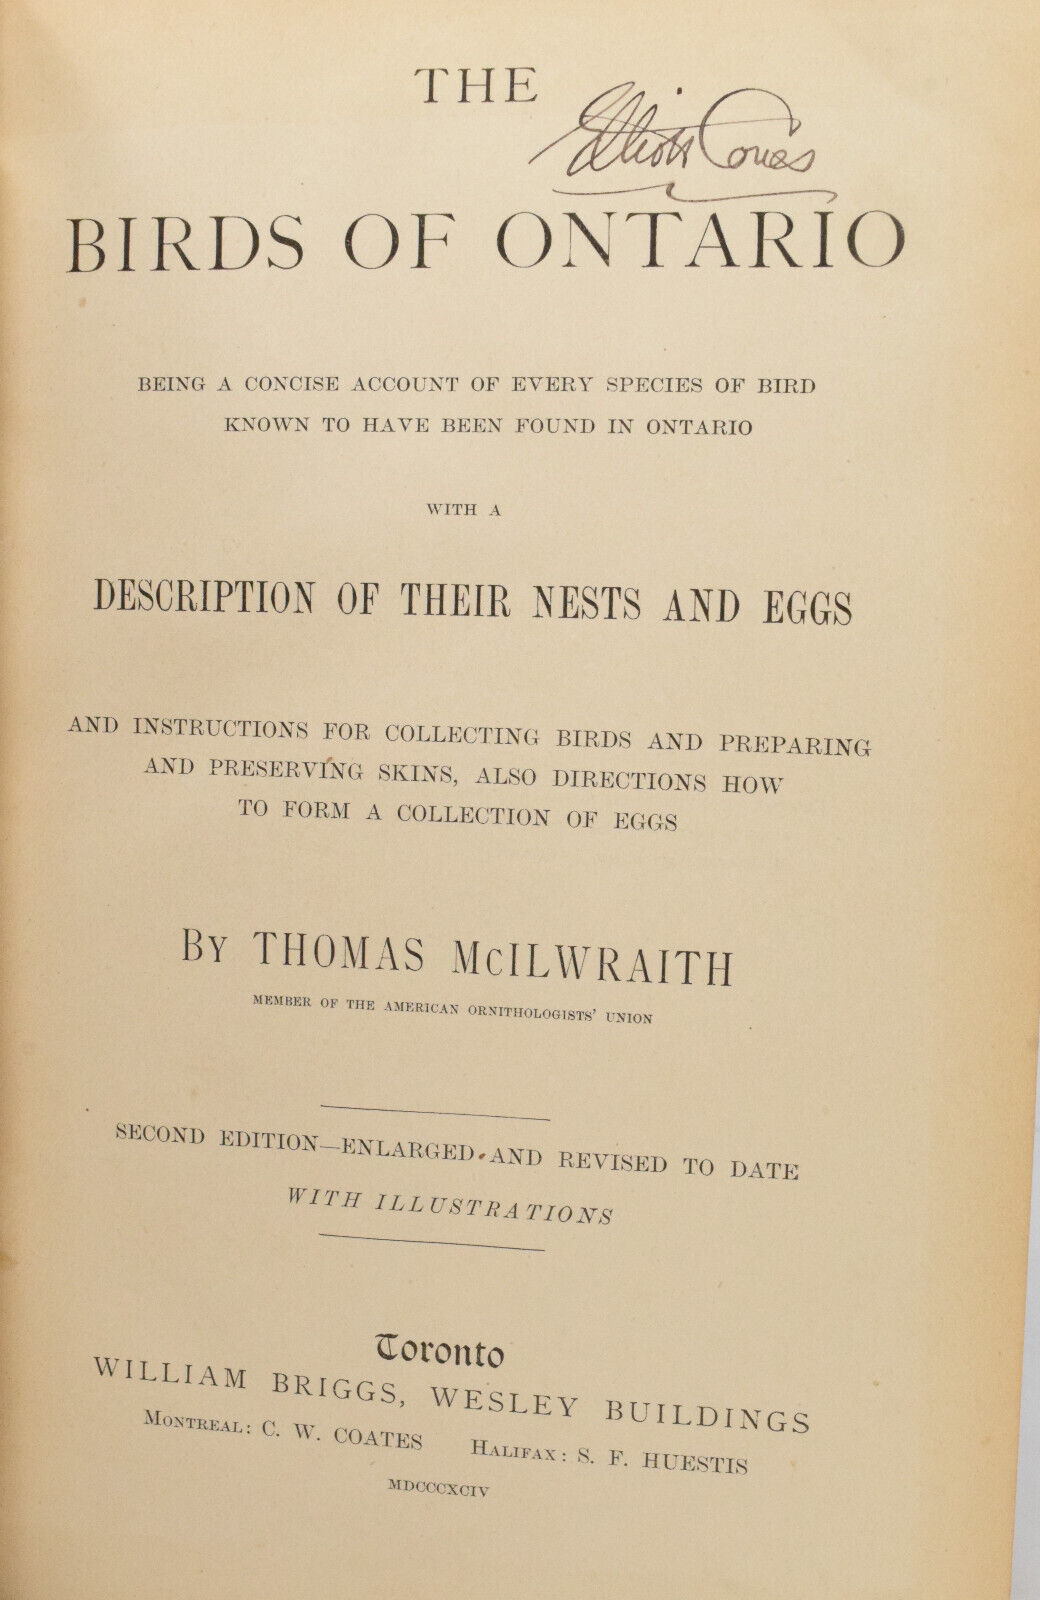 THE
Elliott Coues
BIRDS OF ONTARIO
BEING A CONCISE ACCOUNT OF EVERY SPECIES OF BIRD
KNOWN TO HAVE BEEN FOUND IN ONTARIO
WITH A
DESCRIPTION OF THEIR NESTS AND EGGS
AND INSTRUCTIONS FOR COLLECTING BIRDS AND PREPARING
AND PRESERVING SKINS, ALSO DIRECTIONS HOW
TO FORM A COLLECTION OF EGGS
BY THOMAS McILWRAITH
MEMBER OF THE AMERICAN ORNITHOLOGISTS' UNION
SECOND EDITION—ENLARGED AND REVISED TO DATE
WITH ILLUSTRATIONS
Toronto
WILLIAM BRIGGS, WESLEY BUILDINGS
MONTREAL: C. W. COATES HALIFAX: S. F. HUESTIS
MDCCCXCIV